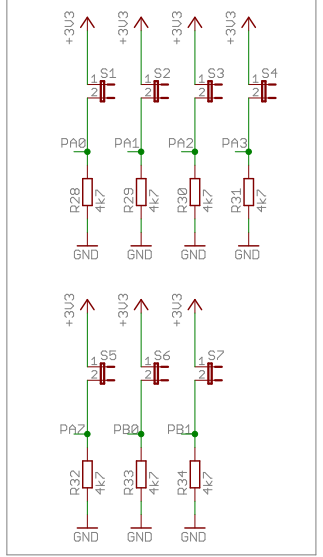 +3V3 +3V3 +3V3 +3V3
S1 S2 S3 S4
1 1 1 1
2 2 2 2
PA0 PA1 PA2 PA3
R28 4k7 R29 4k7 R30 4k7 R31 4k7
GND GND GND GND
+3V3 +3V3 +3V3
S5 S6 S7
1 1 1
2 2 2
PA7 PB0 PB1
R32 4k7 R33 4k7 R34 4k7
GND GND GND